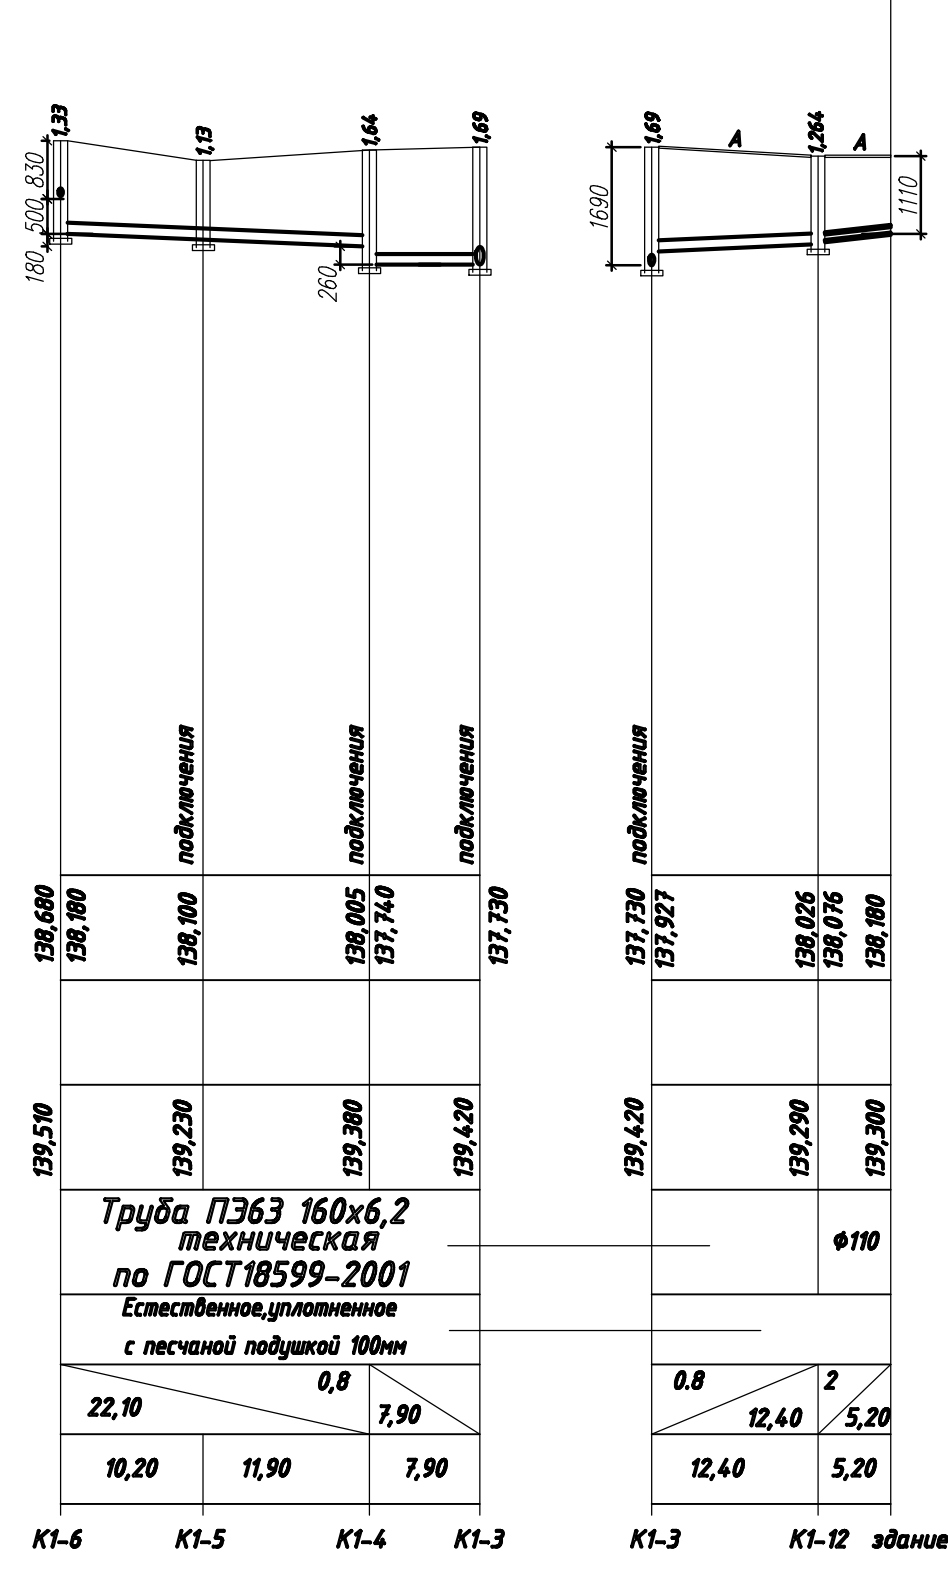 1,33
1,13
1,64
1,69
1,69
A
1,264
A
830
500
180
260
1690
1110
подключения
подключения
подключения
подключения
138,680
138,180
138,100
138,005
137,740
137,730
137,730
137,927
138,026
138,076
138,180
139,510
139,230
139,380
139,420
139,420
139,290
139,300
Труба ПЭ63 160х6,2
техническая
по ГОСТ18599-2001
ф110
Естественное,уплотненное
с песчаной подушкой 100мм
0,8
22,10
7,90
0.8
12,40
2
5,20
10,20
11,90
7,90
12,40
5,20
К1-6
К1-5
К1-4
К1-3
К1-3
К1-12
здание